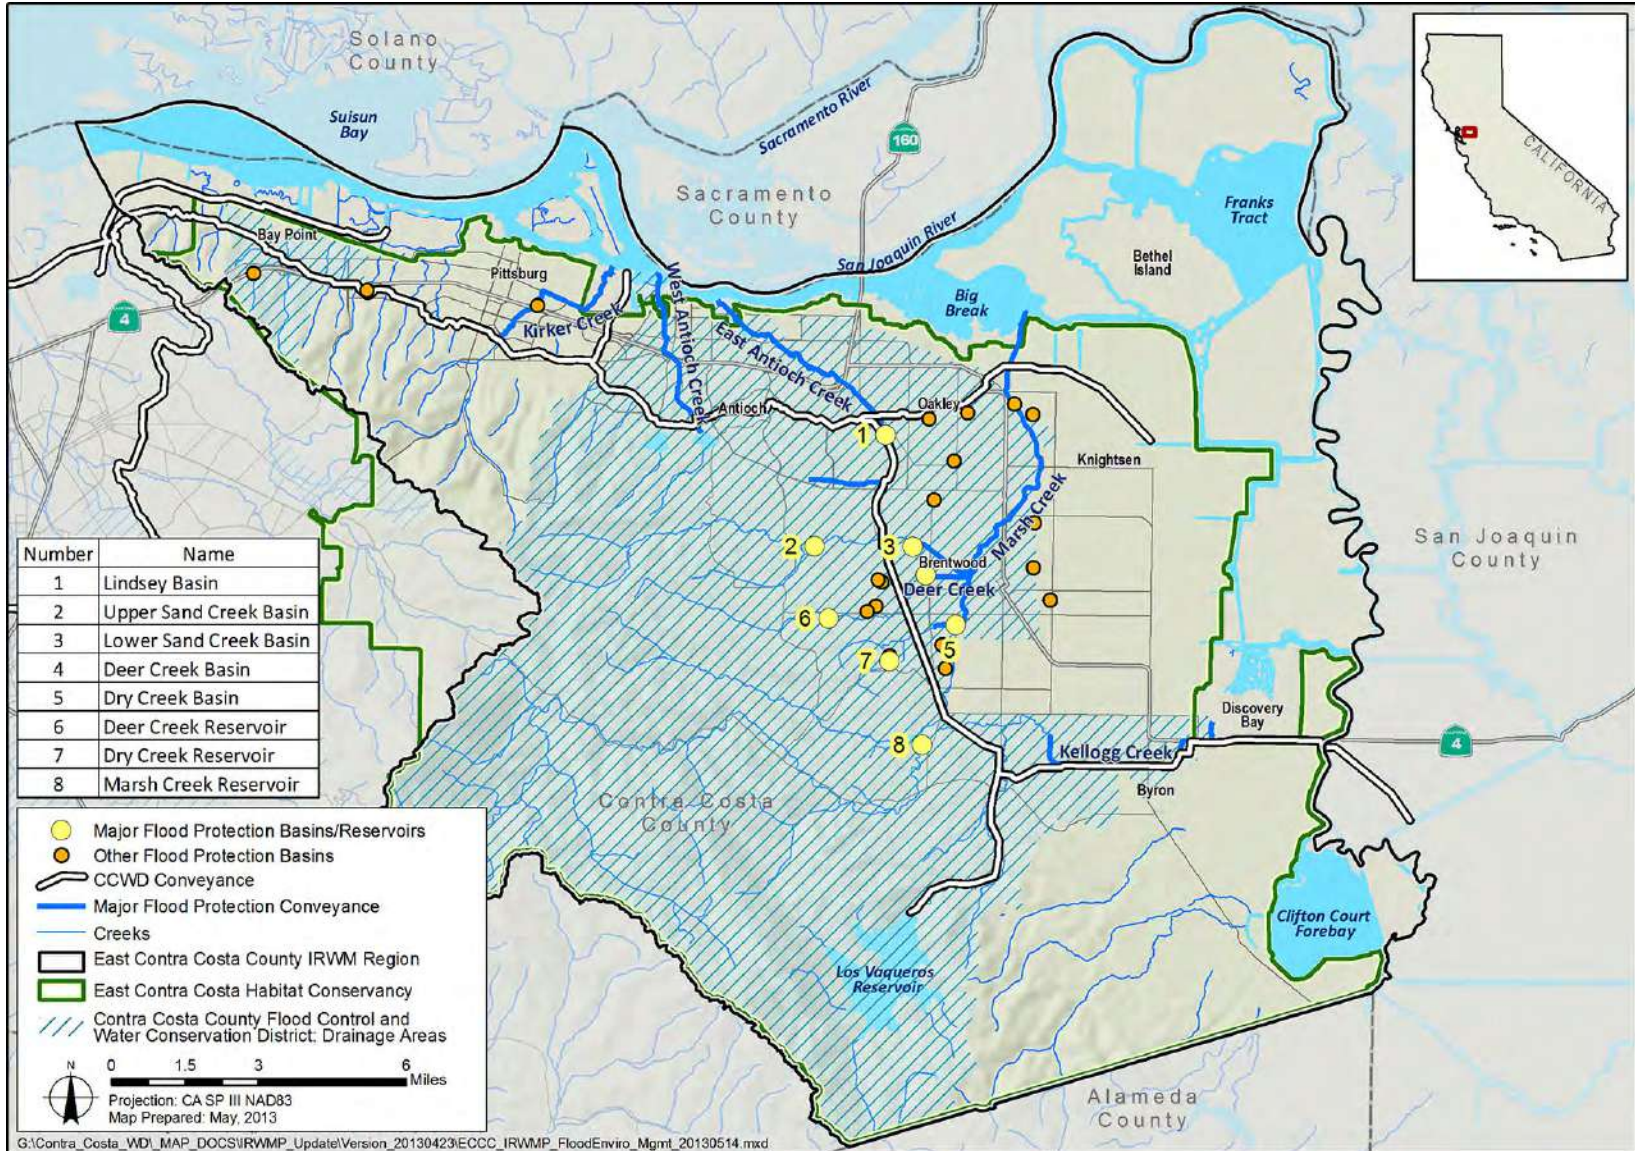 Solano
County
Suisun
Bay
Sacramento River
160
Sacramento
County
San Joaquin River
Franks
Tract
Bethel
Island
Big
Break
CALIFORNIA
Bay Point
Pittsburg
4
Kirker Creek
West Antioch Creek
East Antioch Creek
Antioch
Oakley
1
Knightsen
Marsh Creek
San Joaquin
County
2
3
Brentwood
Deer Creek
6
5
7
Discovery
Bay
8
Kellogg Creek
4
Byron
Contra Costa
County
Clifton Court
Forebay
Los Vaqueros
Reservoir
Alameda
County
Number Name
1 Lindsey Basin
2 Upper Sand Creek Basin
3 Lower Sand Creek Basin
4 Deer Creek Basin
5 Dry Creek Basin
6 Deer Creek Reservoir
7 Dry Creek Reservoir
8 Marsh Creek Reservoir
Major Flood Protection Basins/Reservoirs
Other Flood Protection Basins
CCWD Conveyance
Major Flood Protection Conveyance
Creeks
East Contra Costa County IRWM Region
East Contra Costa Habitat Conservancy
Contra Costa County Flood Control and
Water Conservation District: Drainage Areas
N
0 1.5 3 6
Miles
Projection: CA SP III NAD83
Map Prepared: May, 2013
G:\Contra_Costa_WD\_MAP_DOCS\IRWMP_Update\Version_20130423\ECCC_IRWMP_FloodEnviro_Mgmt_20130514.mxd